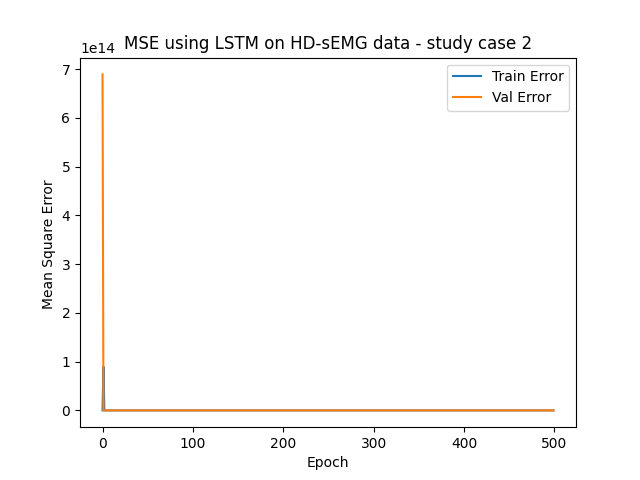 MSE using LSTM on HD-sEMG data - study case 2
1e14
Train Error
Val Error
7
6
5
4
3
2
1
0
Mean Square Error
0 100 200 300 400 500
Epoch